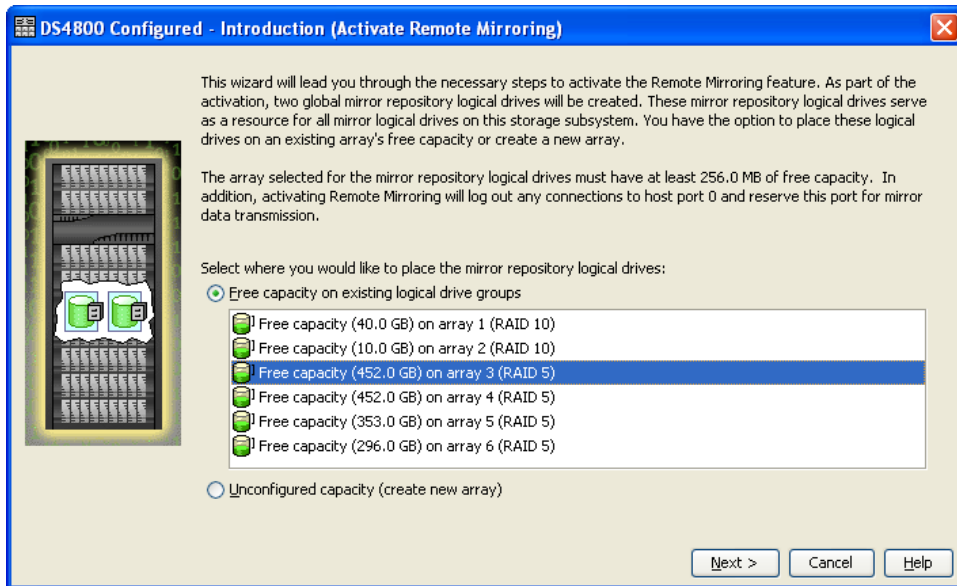 DS4800 Configured - Introduction (Activate Remote Mirroring)
This wizard will lead you through the necessary steps to activate the Remote Mirroring feature. As part of the
activation, two global mirror repository logical drives will be created. These mirror repository logical drives serve
as a resource for all mirror logical drives on this storage subsystem. You have the option to place these logical
drives on an existing array's free capacity or create a new array.
The array selected for the mirror repository logical drives must have at least 256.0 MB of free capacity. In
addition, activating Remote Mirroring will log out any connections to host port 0 and reserve this port for mirror
data transmission.
Select where you would like to place the mirror repository logical drives:
Free capacity on existing logical drive groups
Free capacity (40.0 GB) on array 1 (RAID 10)
Free capacity (10.0 GB) on array 2 (RAID 10)
Free capacity (452.0 GB) on array 3 (RAID 5)
Free capacity (452.0 GB) on array 4 (RAID 5)
Free capacity (353.0 GB) on array 5 (RAID 5)
Free capacity (296.0 GB) on array 6 (RAID 5)
Unconfigured capacity (create new array)
Next > Cancel Help